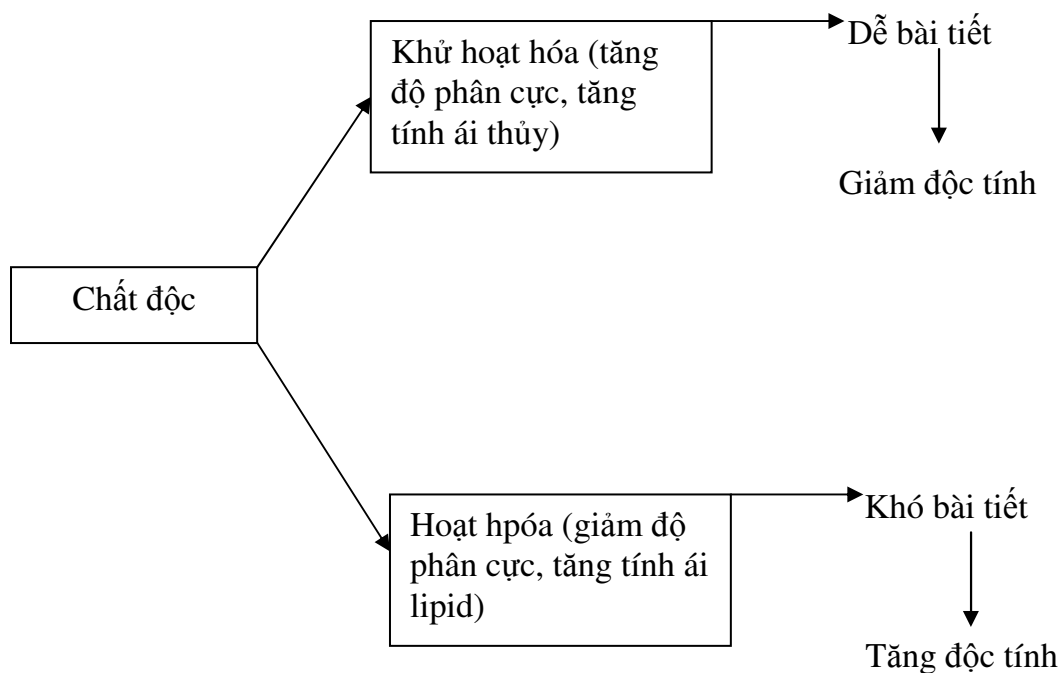 Khử hoạt hóa (tăng
độ phân cực, tăng
tính ái thủy)
Dễ bài tiết
Giảm độc tính
Chất độc
Hoạt hpóa (giảm độ
phân cực, tăng tính ái
lipid)
Khó bài tiết
Tăng độc tính